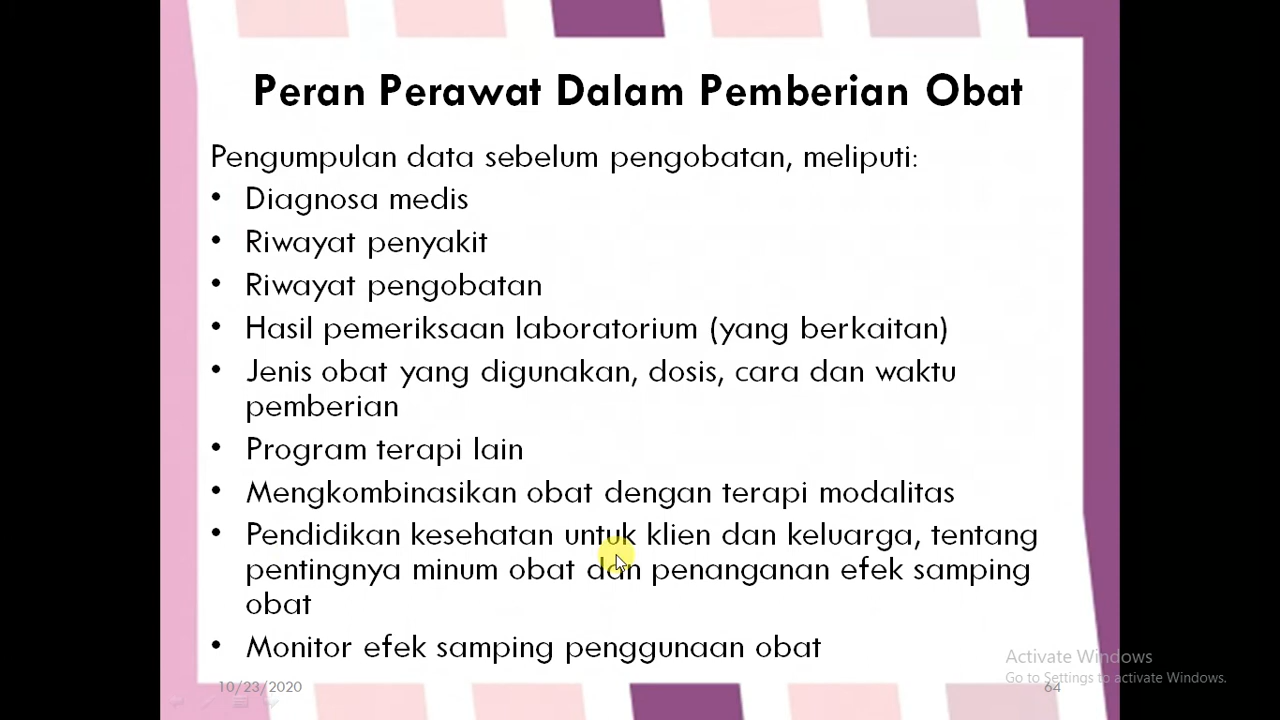 Peran Perawat Dalam Pemberian Obat
Pengumpulan data sebelum pengobatan, meliputi:
• Diagnosa medis
• Riwayat penyakit
• Riwayat pengobatan
• Hasil pemeriksaan laboratorium (yang berkaitan)
• Jenis obat yang digunakan, dosis, cara dan waktu
pemberian
• Program terapi lain
• Mengkombinasikan obat dengan terapi modalitas
• Pendidikan kesehatan untuk klien dan keluarga, tentang
pentingnya minum obat dan penanganan efek samping
obat
• Monitor efek samping penggunaan obat
Activate Windows
Go to Settings to activate Windows.
10/23/2020
64